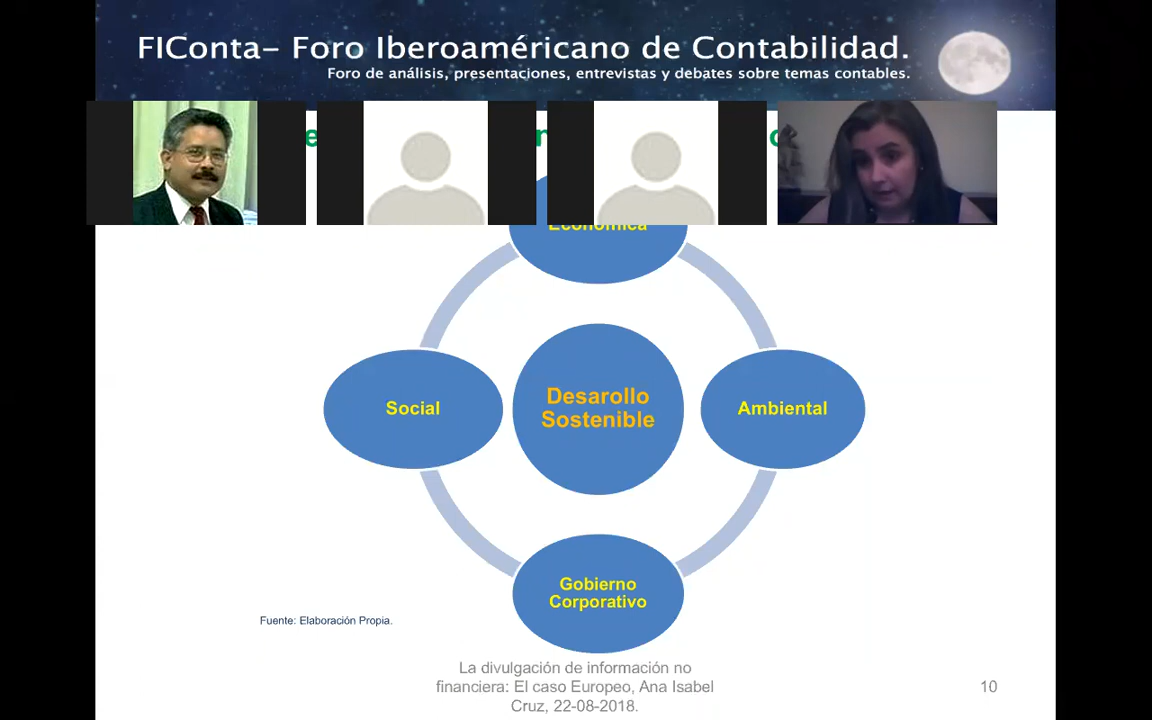 FIConta– Foro Iberoaméricano de Contabilidad.
Foro de análisis, presentaciones, entrevistas y debates sobre temas contables.
Económica
Social
Desarollo
Sostenible
Ambiental
Gobierno
Corporativo
Fuente: Elaboración Propia.
La divulgación de información no
financiera: El caso Europeo, Ana Isabel
Cruz, 22-08-2018.
10